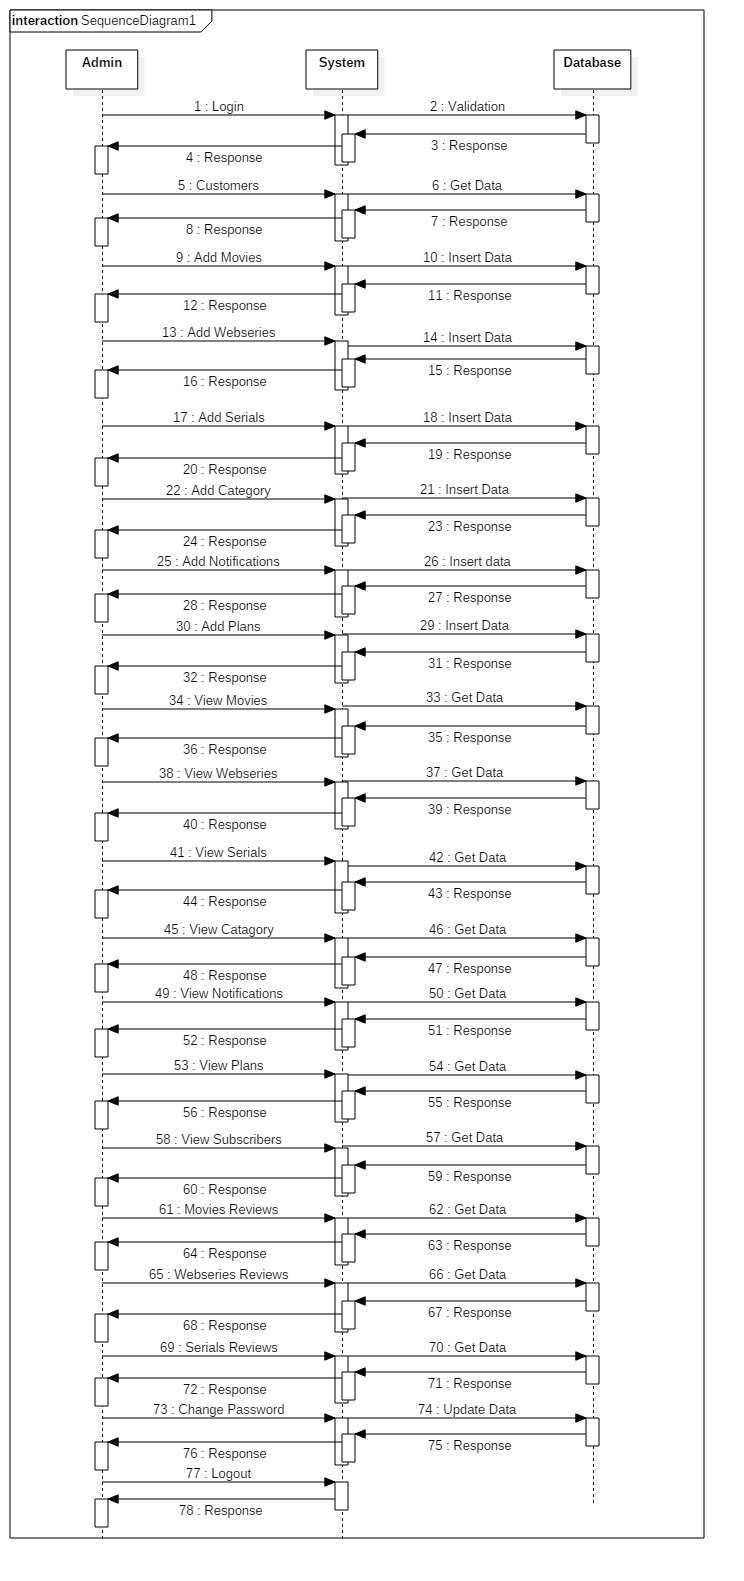 interaction SequenceDiagram1
Admin
System
Database
1 : Login
2 : Validation
3 : Response
4 : Response
5 : Customers
6 : Get Data
7 : Response
8 : Response
9 : Add Movies
10 : Insert Data
11 : Response
12 : Response
13 : Add Webseries
14 : Insert Data
15 : Response
16 : Response
17 : Add Serials
18 : Insert Data
19 : Response
20 : Response
22 : Add Category
21 : Insert Data
23 : Response
24 : Response
25 : Add Notifications
26 : Insert data
27 : Response
28 : Response
30 : Add Plans
29 : Insert Data
31 : Response
32 : Response
34 : View Movies
33 : Get Data
35 : Response
36 : Response
38 : View Webseries
37 : Get Data
39 : Response
40 : Response
41 : View Serials
42 : Get Data
43 : Response
44 : Response
45 : View Catagory
46 : Get Data
47 : Response
48 : Response
49 : View Notifications
50 : Get Data
51 : Response
52 : Response
53 : View Plans
54 : Get Data
55 : Response
56 : Response
58 : View Subscribers
57 : Get Data
59 : Response
60 : Response
61 : Movies Reviews
62 : Get Data
63 : Response
64 : Response
65 : Webseries Reviews
66 : Get Data
67 : Response
68 : Response
69 : Serials Reviews
70 : Get Data
71 : Response
72 : Response
73 : Change Password
74 : Update Data
75 : Response
76 : Response
77 : Logout
78 : Response